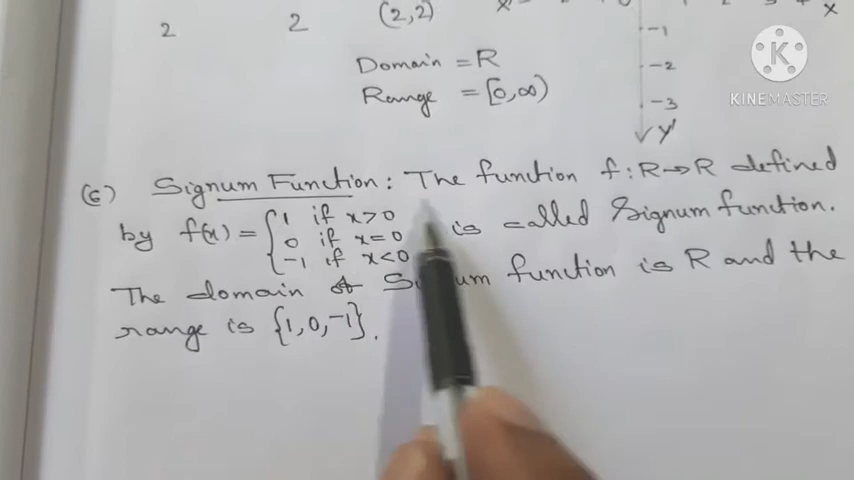 2 2 (2,2) x
-1
Domain = R
-2
Range = [0,∞)
-3
Y'
K
KINEMASTER
(6) Signum Function: The function f:R→R defined
by f(x) = { 1 if x>0
0 if x=0
-1 if x<0
is called Signum function.
The domain of Signum function is R and the
range is {1,0,-1}.